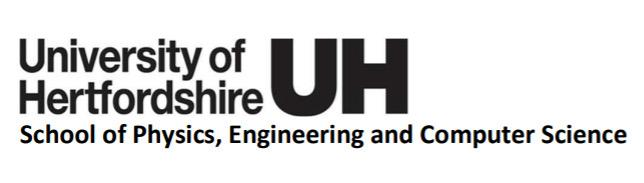 University of
Hertfordshire UH
School of Physics, Engineering and Computer Science